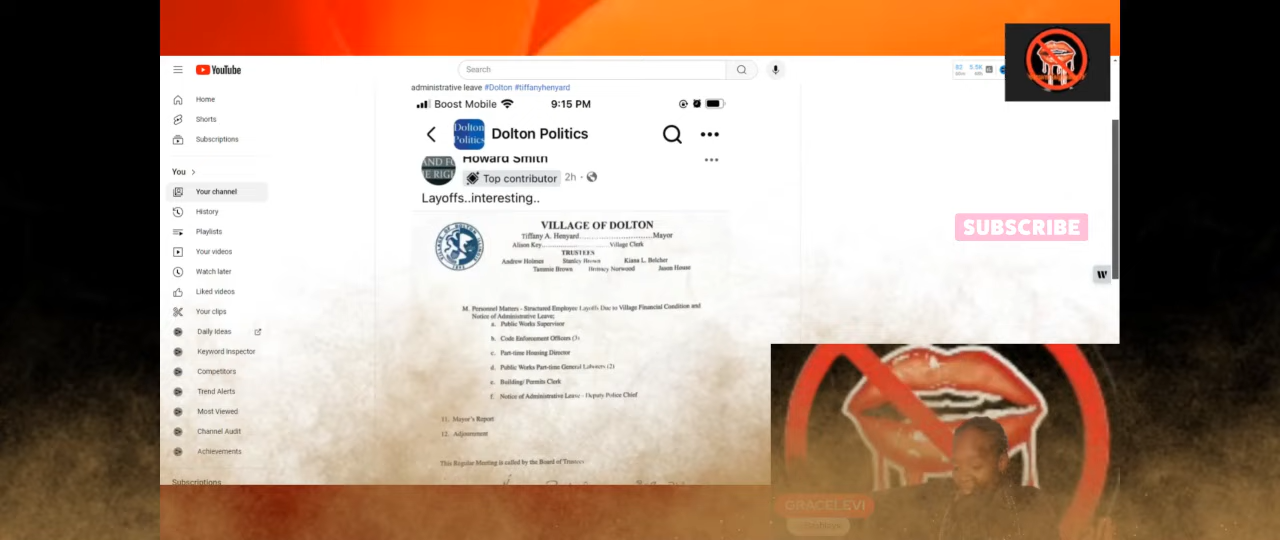 YouTube
Search
82 5.5K
administrative leave #Dolton #tiffanyhenyard
Home
Shorts
Subscriptions
You
Your channel
History
Playlists
Your videos
Watch later
Liked videos
Your clips
Daily Ideas
Keyword Inspector
Competitors
Trend Alerts
Most Viewed
Channel Audit
Achievements
Subscriptions
Boost Mobile 9:15 PM
Dolton Politics
Dolton Politics
Howard Smith
Top contributor 2h
Layoffs..interesting..
VILLAGE OF DOLTON
Tiffany A. Henyard Mayor
Alison Key Village Clerk
TRUSTEES
Andrew Holmes Stanley Brown Kiana L. Belcher
Tammie Brown Brittney Norwood Jason House
M. Personnel Matters - Structured Employee Layoffs Due to Village Financial Condition and
Notice of Administrative Leave;
a. Public Works Supervisor
b. Code Enforcement Officers (3)
c. Part-time Housing Director
d. Public Works Part-time General Laborers (2)
e. Building/ Permits Clerk
f. Notice of Administrative Leave - Deputy Police Chief
11. Mayor's Report
12. Adjournment
This Regular Meeting is called by the Board of Trustees
SUBSCRIBE
W
GRACELEVI